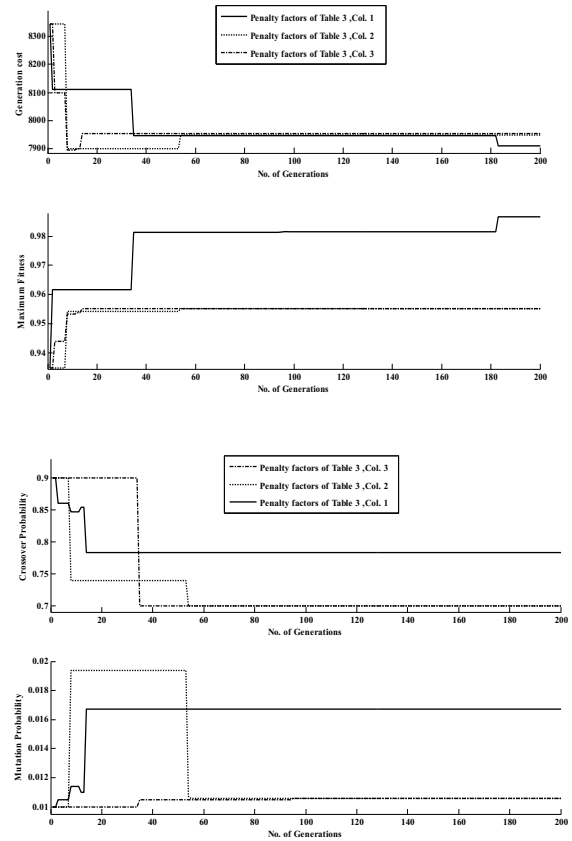 Penalty factors of Table 3 ,Col. 1
Penalty factors of Table 3 ,Col. 2
Penalty factors of Table 3 ,Col. 3
Generation cost
8300
8200
8100
8000
7900
0 20 40 60 80 100 120 140 160 180 200
No. of Generations
Maximum Fitness
0.98
0.97
0.96
0.95
0.94
0 20 40 60 80 100 120 140 160 180 200
No. of Generations
Penalty factors of Table 3 ,Col. 3
Penalty factors of Table 3 ,Col. 2
Penalty factors of Table 3 ,Col. 1
Crossover Probability
0.9
0.85
0.8
0.75
0.7
0 20 40 60 80 100 120 140 160 180 200
No. of Generations
Mutation Probability
0.02
0.018
0.016
0.014
0.012
0.01
0 20 40 60 80 100 120 140 160 180 200
No. of Generations